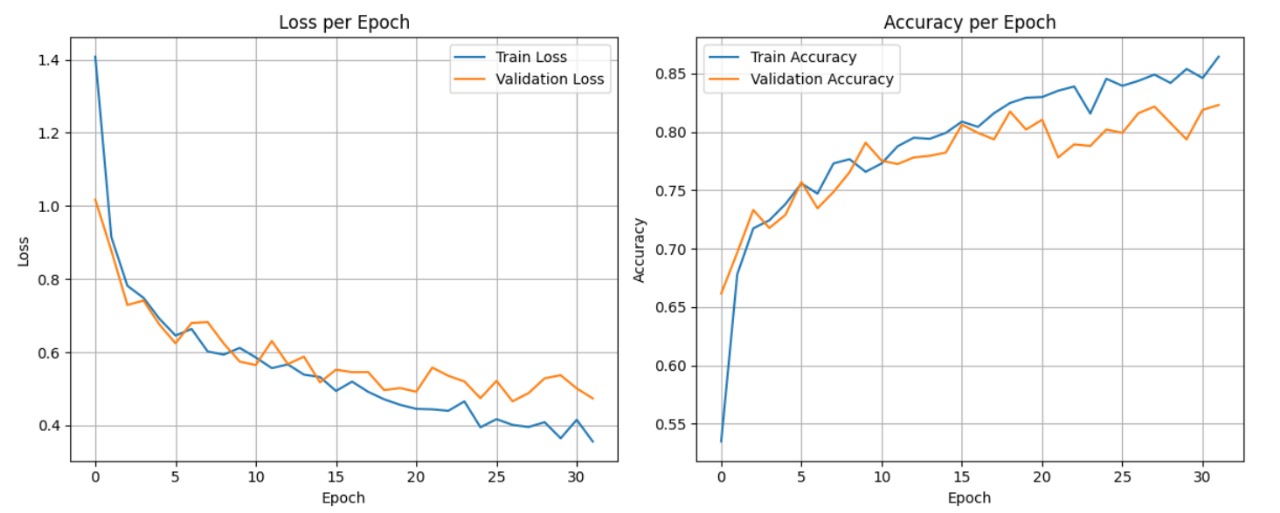 Loss per Epoch
Train Loss
Validation Loss
1.4
1.2
1.0
0.8
0.6
0.4
Loss
0 5 10 15 20 25 30
Epoch
Accuracy per Epoch
Train Accuracy
Validation Accuracy
0.85
0.80
0.75
0.70
0.65
0.60
0.55
Accuracy
0 5 10 15 20 25 30
Epoch